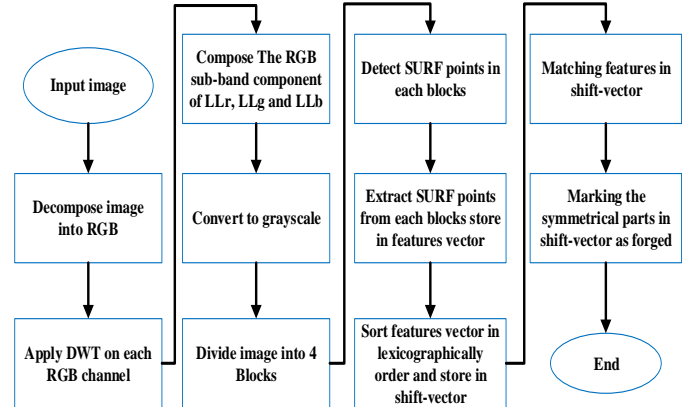 Input image
Decompose image
into RGB
Apply DWT on each
RGB channel
Compose The RGB
sub-band component
of LLr, LLg and LLb
Convert to grayscale
Divide image into 4
Blocks
Detect SURF points in
each blocks
Extract SURF points
from each blocks store
in features vector
Sort features vector in
lexicographically
order and store in
shift-vector
Matching features in
shift-vector
Marking the
symmetrical parts in
shift-vector as forged
End